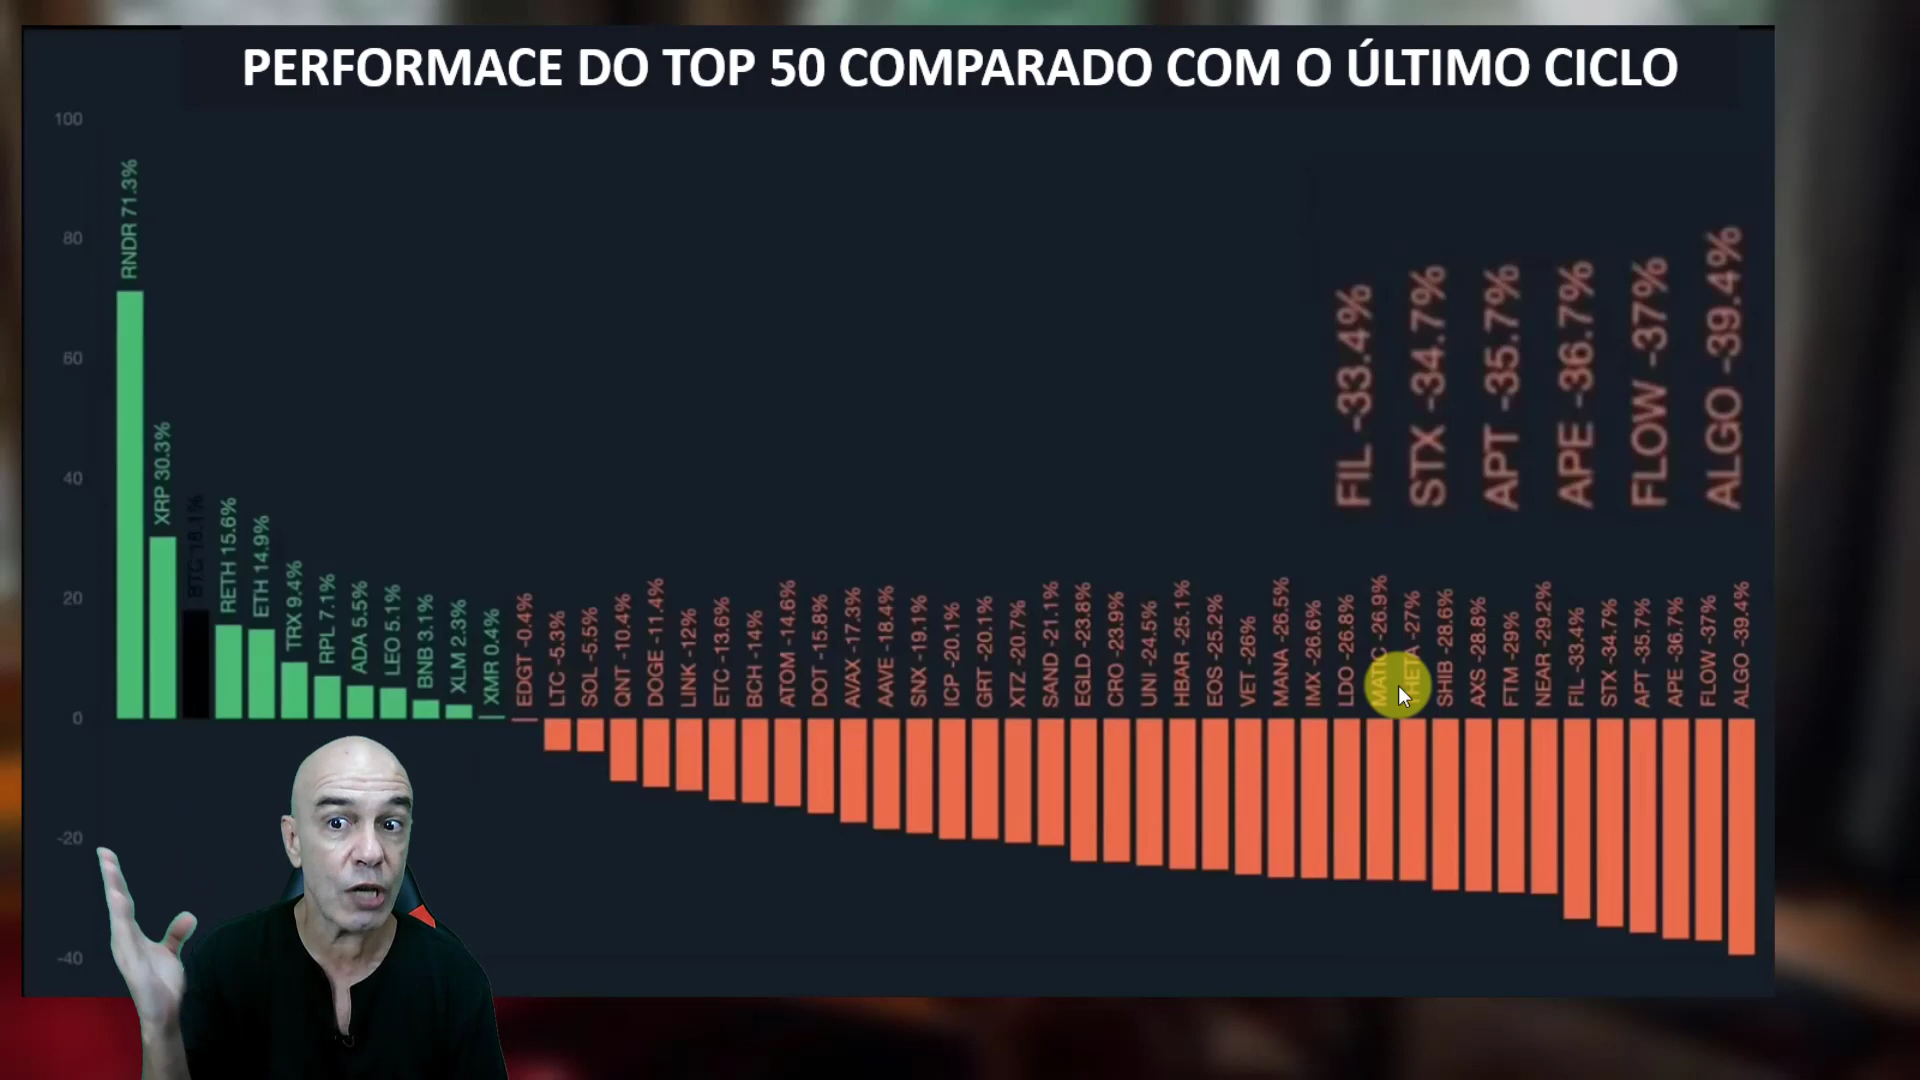 PERFORMACE DO TOP 50 COMPARADO COM O ÚLTIMO CICLO
100
80
60
40
20
0
-20
-40
RNDR 71.3%
XRP 30.3%
BTC 18.1%
RETH 15.6%
ETH 14.9%
TRX 9.4%
RPL 7.1%
ADA 5.5%
LEO 5.1%
BNB 3.1%
XLM 2.3%
XMR 0.4%
EDGT -0.4%
LTC -5.3%
SOL -5.5%
QNT -10.4%
DOGE -11.4%
LINK -12%
ETC -13.6%
BCH -14%
ATOM -14.6%
DOT -15.8%
AVAX -17.3%
AAVE -18.4%
SNX -19.1%
ICP -20.1%
GRT -20.1%
XTZ -20.7%
SAND -21.1%
EGLD -23.8%
CRO -23.9%
UNI -24.5%
HBAR -25.1%
EOS -25.2%
VET -26%
MANA -26.5%
IMX -26.6%
LDO -26.8%
MATIC -26.9%
THETA -27%
SHIB -28.6%
AXS -28.8%
FTM -29%
NEAR -29.2%
FIL -33.4%
STX -34.7%
APT -35.7%
APE -36.7%
FLOW -37%
ALGO -39.4%
FIL -33.4%
STX -34.7%
APT -35.7%
APE -36.7%
FLOW -37%
ALGO -39.4%